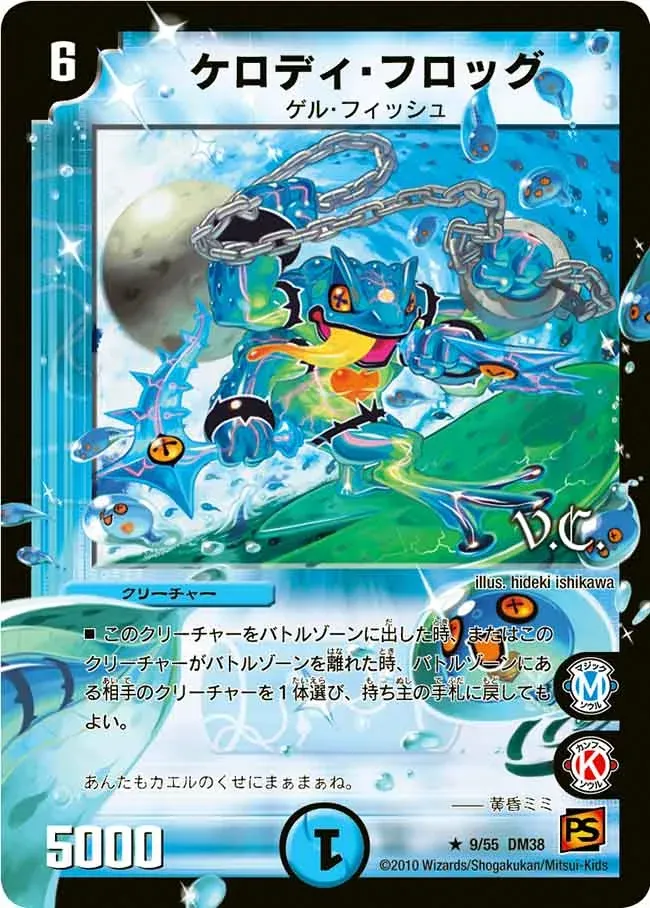 6
ケロディ・フロッグ
ゲル・フィッシュ
V.C.
illus. hideki ishikawa
クリーチャー
■ このクリーチャーをバトルゾーンに出した時、またはこの
クリーチャーがバトルゾーンを離れた時、バトルゾーンにあ
る相手のクリーチャーを1体選び、持ち主の手札に戻しても
よい。
マジック
M
ソウル
カンフー
K
ソウル
あんたもカエルのくせにまぁまぁね。
—— 黄昏ミミ
5000
1
★ 9/55 DM38
PS
©2010 Wizards/Shogakukan/Mitsui-Kids